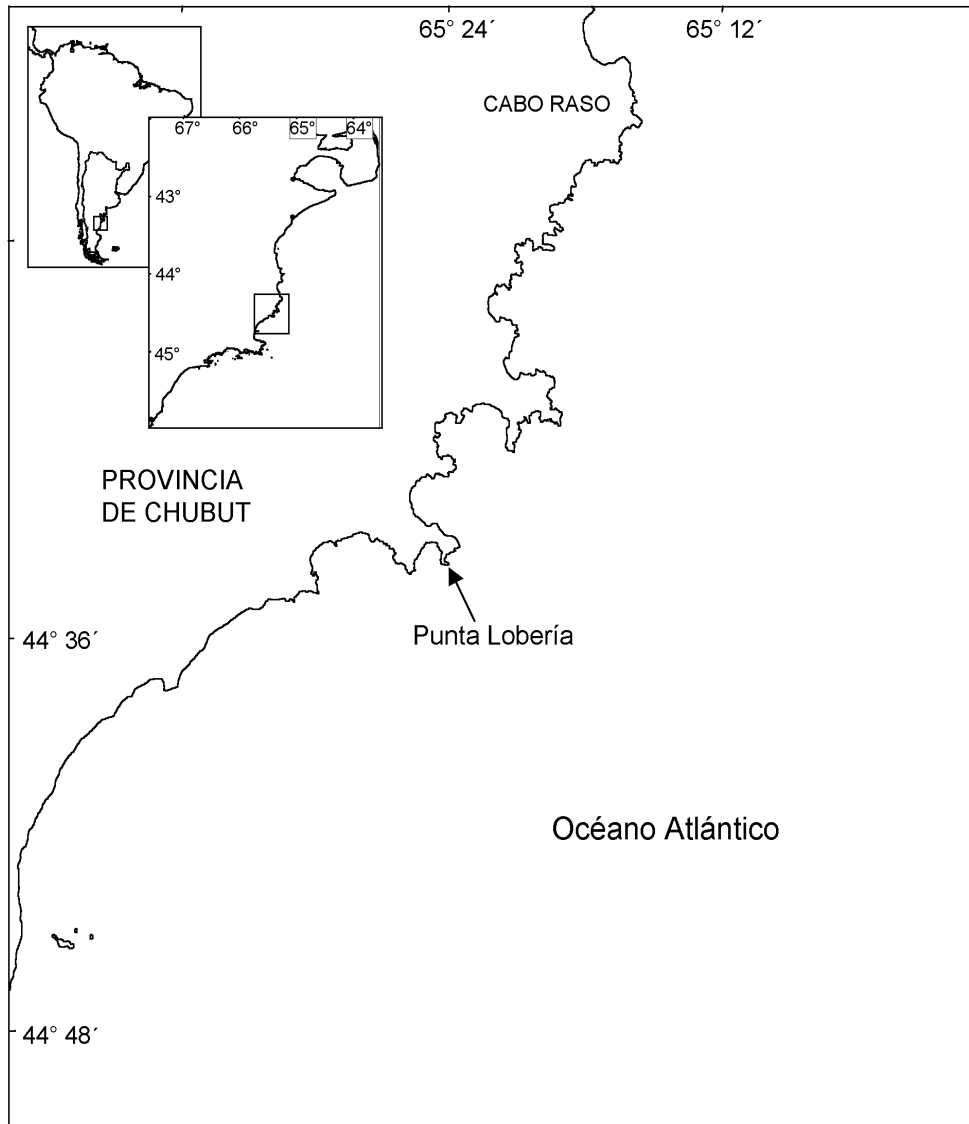 65° 24´
65° 12´
CABO RASO
67°
66°
65°
64°
43°
44°
45°
PROVINCIA
DE CHUBUT
44° 36´
Punta Lobería
Océano Atlántico
44° 48´